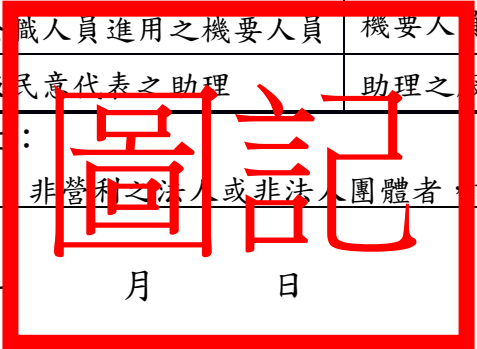 職人員進用之機要人員 機要人員
民意代表之助理 助理之
：
圖記
非營利之法人或非法人團體者，
月 日